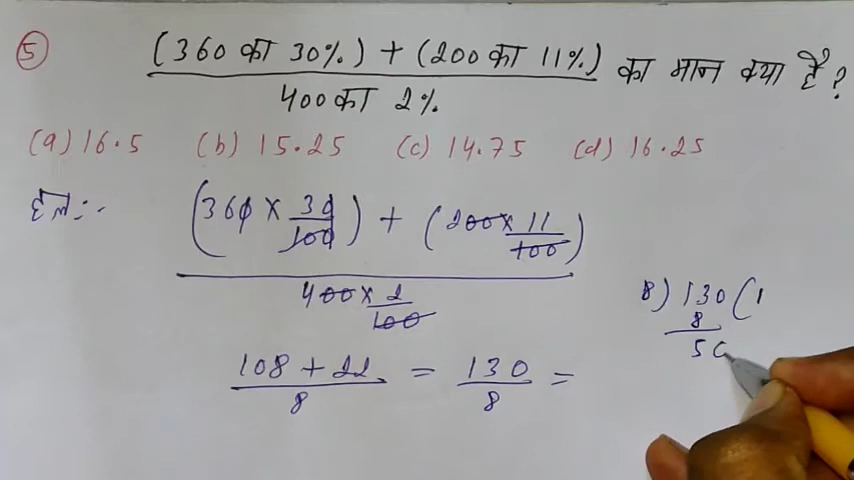 (5) (360 का 30%) + (200 का 11%) / 400 का 2% का मान क्या है?
(a) 16.5 (b) 15.25 (c) 14.75 (d) 16.25
हल:- (360 × 30/100) + (200 × 11/100) / 400 × 2/100
8) 130 (1
8
50
108 + 22 / 8 = 130 / 8 =